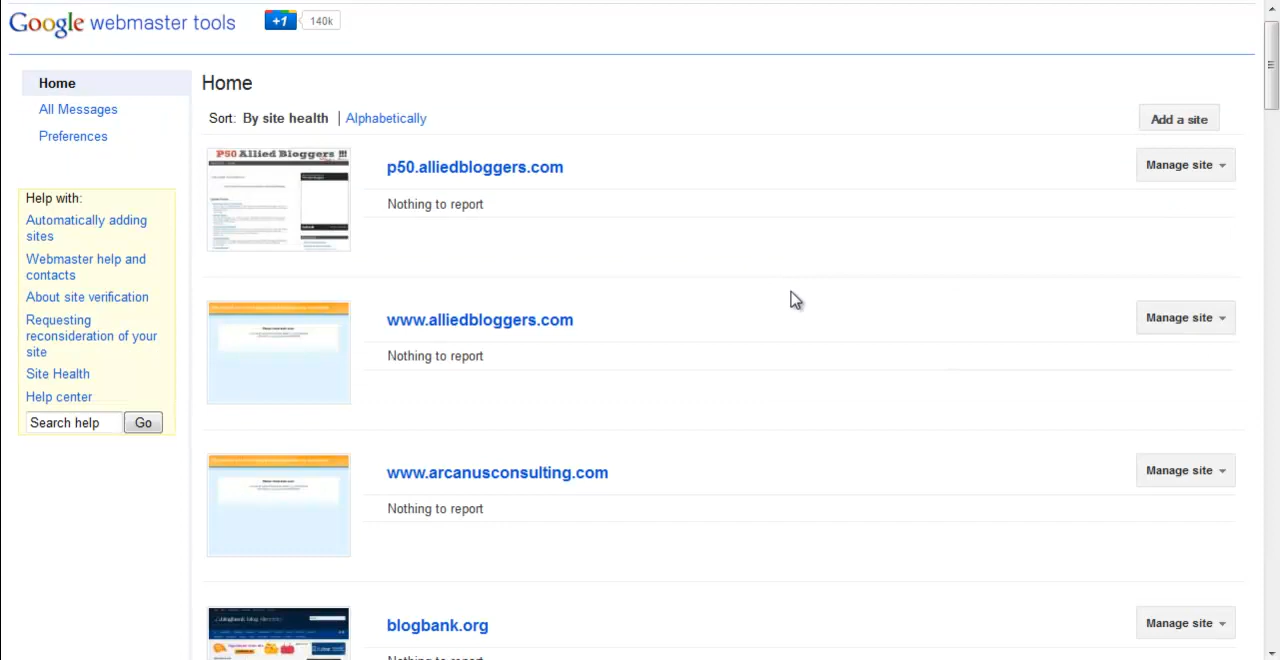 Google webmaster tools
+1 140k
Home
All Messages
Preferences
Help with:
Automatically adding
sites
Webmaster help and
contacts
About site verification
Requesting
reconsideration of your
site
Site Health
Help center
Search help Go
Home
Sort: By site health | Alphabetically
Add a site
P50 Allied Bloggers !!!
p50.alliedbloggers.com
Manage site
Nothing to report
www.alliedbloggers.com
Manage site
Nothing to report
www.arcanusconsulting.com
Manage site
Nothing to report
blogbank.org
Manage site
Nothing to report